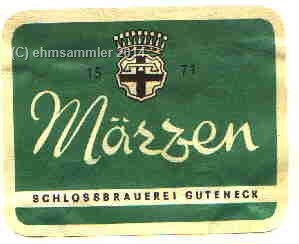 (C) ehmsammler 2014
15 71
Märzen
SCHLOSSBRAUEREI GUTENECK